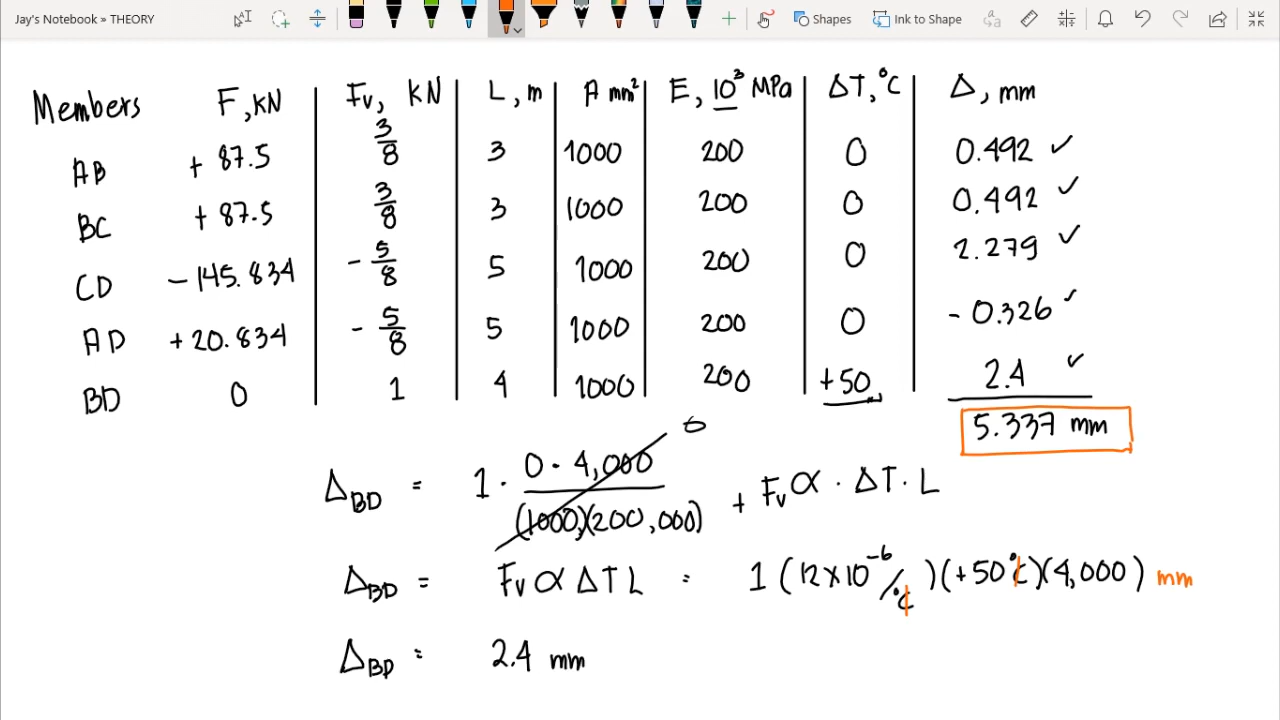 Jay's Notebook » THEORY
Shapes
Ink to Shape
Members F, kN Fv, kN L, m A mm² E, 10³ MPa ΔT, °C Δ, mm
AB + 87.5 3/8 3 1000 200 0 0.492 ✓
BC + 87.5 3/8 3 1000 200 0 0.492 ✓
CD - 145.834 - 5/8 5 1000 200 0 2.279 ✓
AD + 20.834 - 5/8 5 1000 200 0 - 0.326 ✓
BD 0 1 4 1000 200 +50 2.4 ✓
5.337 mm
Δ_BD = 1 · (0 · 4,000)/((1000)(200,000)) 0 + Fv α · ΔT · L
Δ_BD = Fv α ΔT L = 1 (12 x 10⁻⁶/°C)(+50°C)(4,000) mm
Δ_BD = 2.4 mm